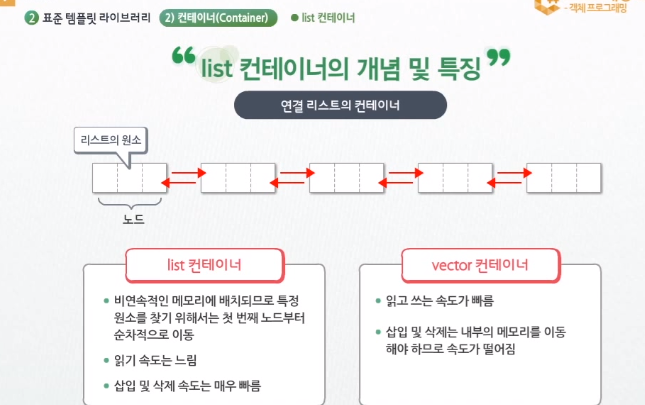 2 표준 템플릿 라이브러리 2) 컨테이너(Container) ● list 컨테이너
- 객체 프로그래밍
“list 컨테이너의 개념 및 특징”
연결 리스트의 컨테이너
리스트의 원소
노드
list 컨테이너
• 비연속적인 메모리에 배치되므로 특정
원소를 찾기 위해서는 첫 번째 노드부터
순차적으로 이동
• 읽기 속도는 느림
• 삽입 및 삭제 속도는 매우 빠름
vector 컨테이너
• 읽고 쓰는 속도가 빠름
• 삽입 및 삭제는 내부의 메모리를 이동
해야 하므로 속도가 떨어짐